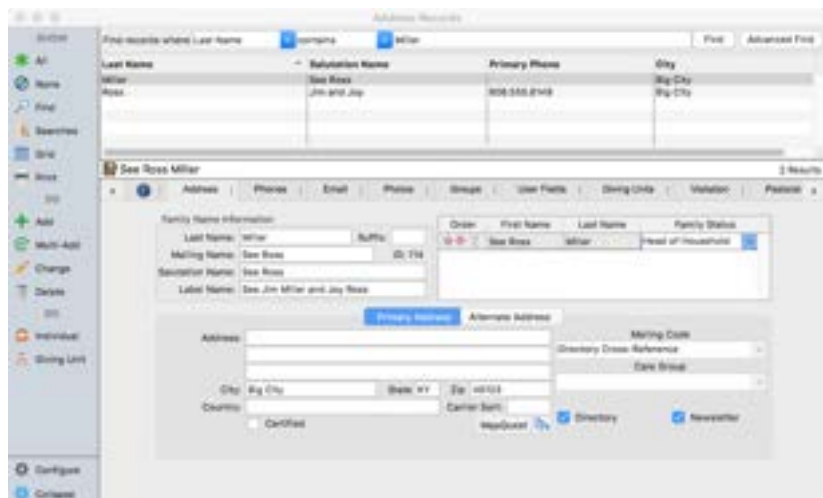 Address Records
Find records where Last Name contains Miller Find Advanced Find
All
None
Find
Searches
Grid
Print
Add
Multi-Add
Change
Delete
Individual
Giving Unit
Configure
Collapse
Last Name Salutation Name Primary Phone City
Miller See Ross Big City
Ross Jim and Joy Big City
See Ross Miller 2 Results
Address Phones Email Photos Groups User Fields Giving Units Visitation Pastoral
Family Name Information
Last Name: Miller Suffix:
Mailing Name: See Ross ID: 774
Salutation Name: See Ross
Label Name: See Jim Miller and Joy Ross
Order First Name Last Name Family Status
See Ross Miller Head of Household
Primary Address Alternate Address
Address:
City: Big City State: KY Zip:
Country: Carrier Sort:
Certified MapQuest
Mailing Code
Directory Cross-Reference
Care Group
Directory Newsletter